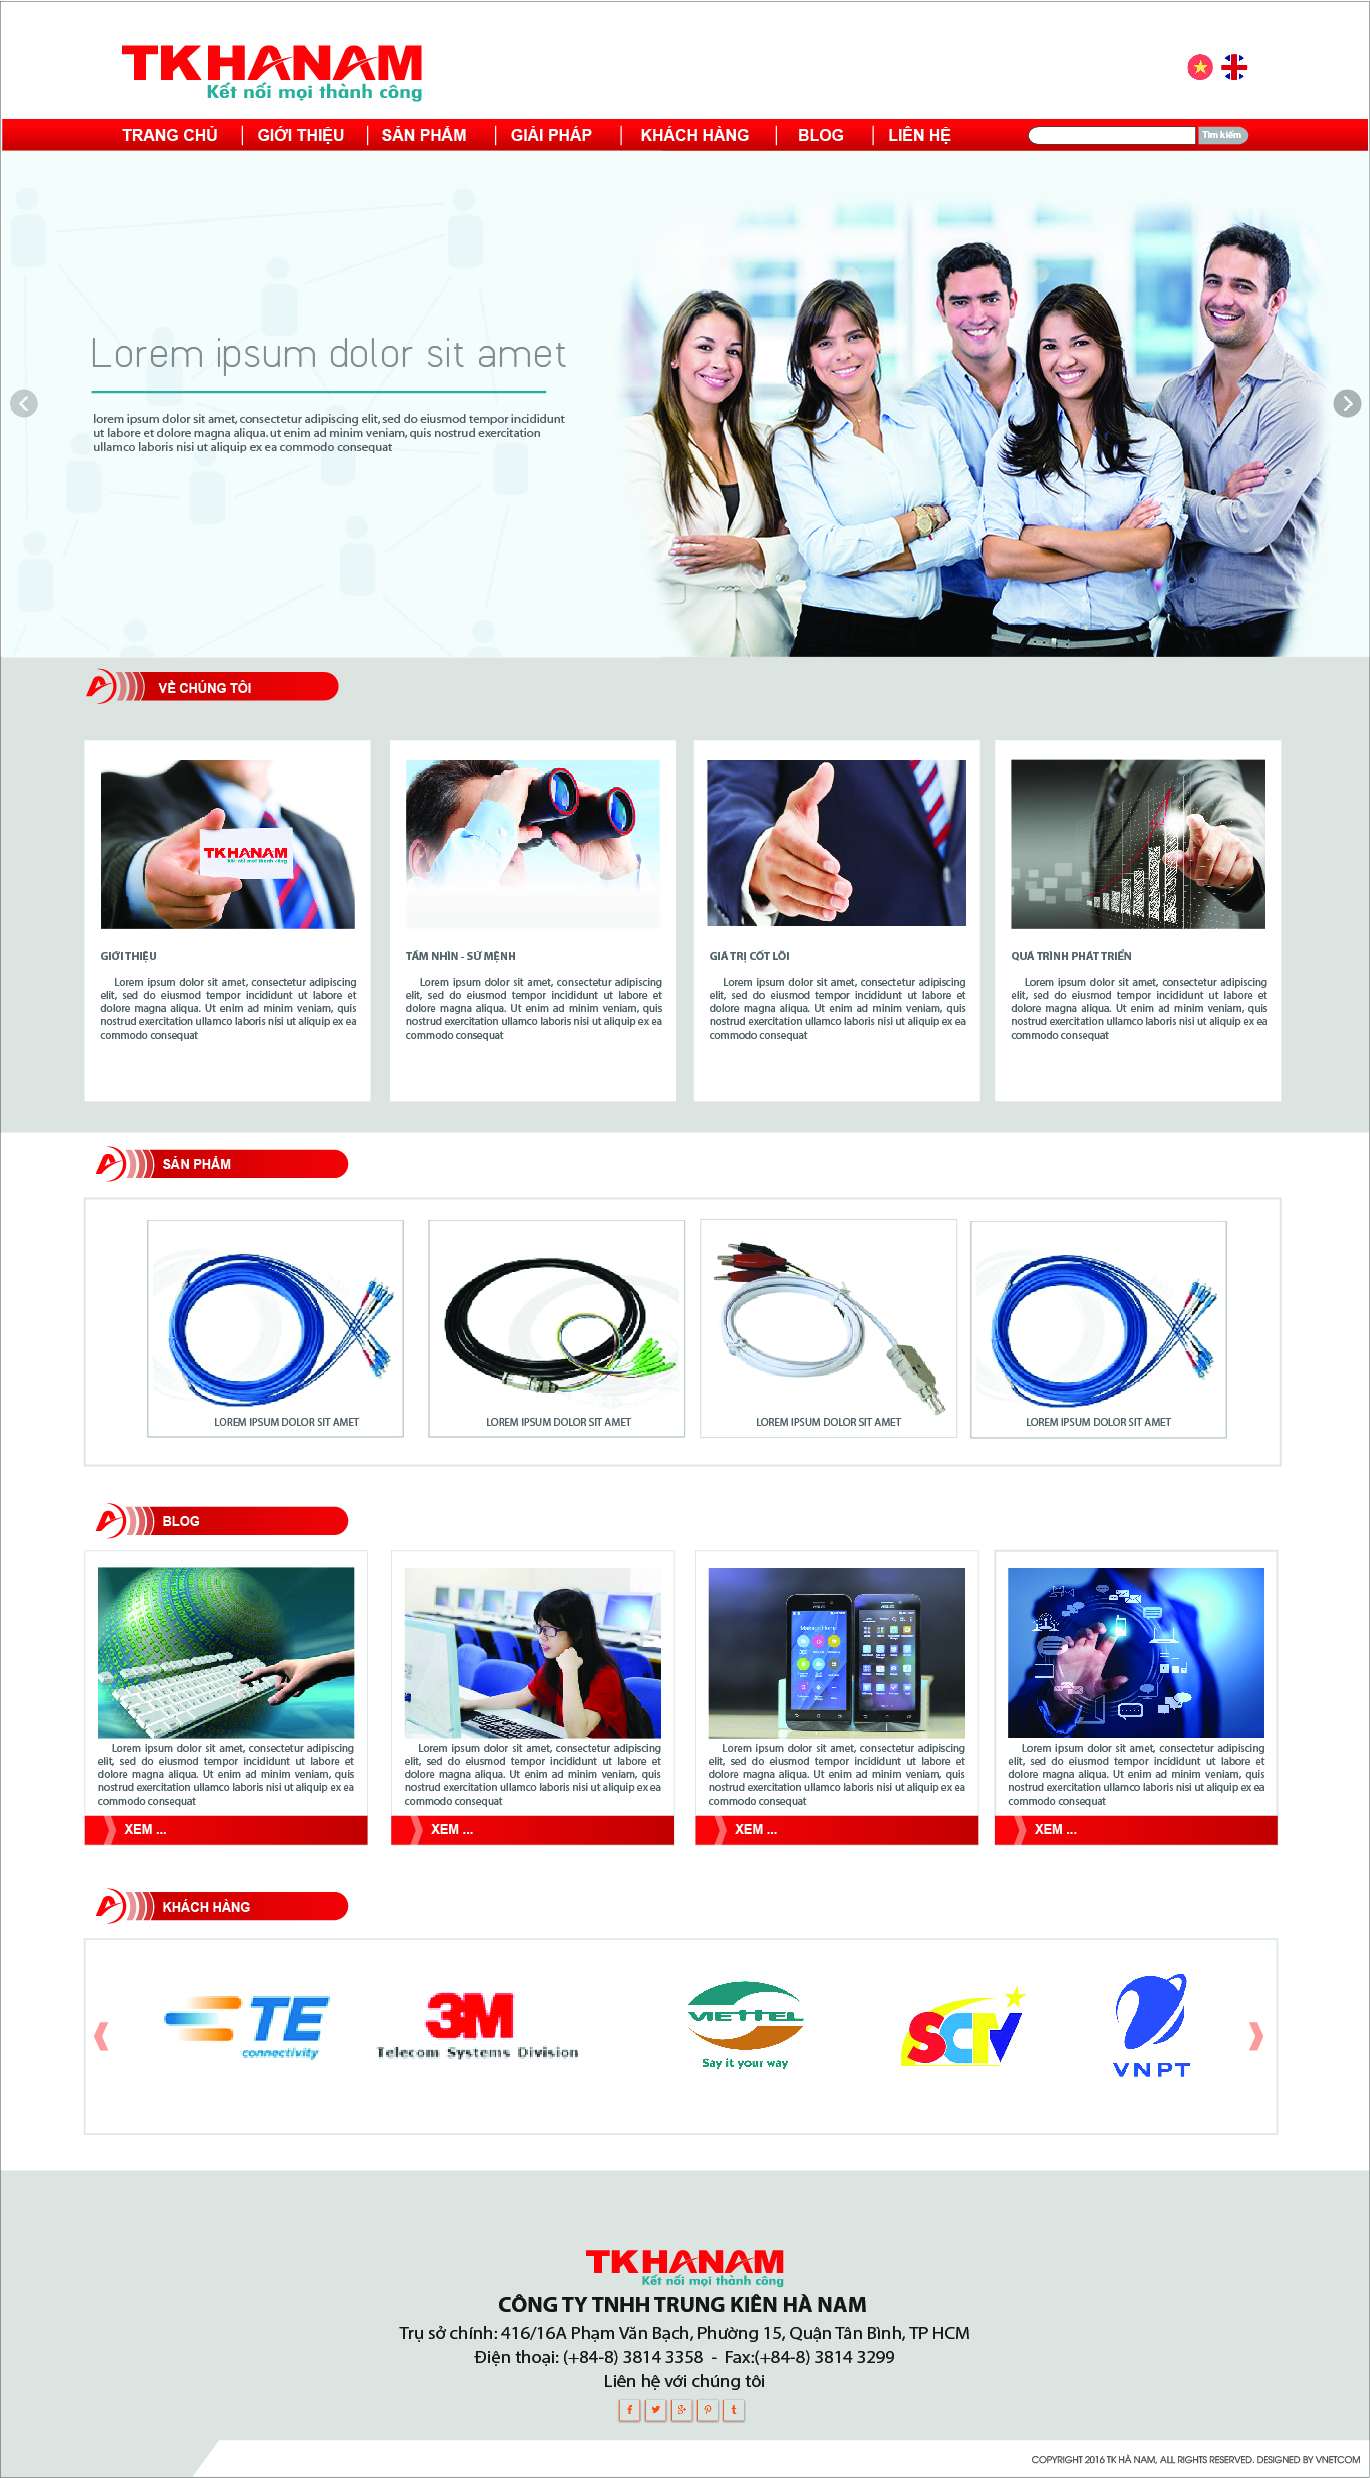 TKHANAM
Kết nối mọi thành công
TRANG CHỦ
GIỚI THIỆU
SẢN PHẨM
GIẢI PHÁP
KHÁCH HÀNG
BLOG
LIÊN HỆ
Tìm kiếm
Lorem ipsum dolor sit amet
lorem ipsum dolor sit amet, consectetur adipiscing elit, sed do eiusmod tempor incididunt
ut labore et dolore magna aliqua. ut enim ad minim veniam, quis nostrud exercitation
ullamco laboris nisi ut aliquip ex ea commodo consequat
VỀ CHÚNG TÔI
TKHANAM
Kết nối mọi thành công
GIỚI THIỆU
Lorem ipsum dolor sit amet, consectetur adipiscing
elit, sed do eiusmod tempor incididunt ut labore et
dolore magna aliqua. Ut enim ad minim veniam, quis
nostrud exercitation ullamco laboris nisi ut aliquip ex ea
commodo consequat
TẦM NHÌN - SỨ MỆNH
Lorem ipsum dolor sit amet, consectetur adipiscing
elit, sed do eiusmod tempor incididunt ut labore et
dolore magna aliqua. Ut enim ad minim veniam, quis
nostrud exercitation ullamco laboris nisi ut aliquip ex ea
commodo consequat
GIÁ TRỊ CỐT LÕI
Lorem ipsum dolor sit amet, consectetur adipiscing
elit, sed do eiusmod tempor incididunt ut labore et
dolore magna aliqua. Ut enim ad minim veniam, quis
nostrud exercitation ullamco laboris nisi ut aliquip ex ea
commodo consequat
QUÁ TRÌNH PHÁT TRIỂN
Lorem ipsum dolor sit amet, consectetur adipiscing
elit, sed do eiusmod tempor incididunt ut labore et
dolore magna aliqua. Ut enim ad minim veniam, quis
nostrud exercitation ullamco laboris nisi ut aliquip ex ea
commodo consequat
SẢN PHẨM
LOREM IPSUM DOLOR SIT AMET
LOREM IPSUM DOLOR SIT AMET
LOREM IPSUM DOLOR SIT AMET
LOREM IPSUM DOLOR SIT AMET
BLOG
Lorem ipsum dolor sit amet, consectetur adipiscing
elit, sed do eiusmod tempor incididunt ut labore et
dolore magna aliqua. Ut enim ad minim veniam, quis
nostrud exercitation ullamco laboris nisi ut aliquip ex ea
commodo consequat
XEM ...
Lorem ipsum dolor sit amet, consectetur adipiscing
elit, sed do eiusmod tempor incididunt ut labore et
dolore magna aliqua. Ut enim ad minim veniam, quis
nostrud exercitation ullamco laboris nisi ut aliquip ex ea
commodo consequat
XEM ...
Lorem ipsum dolor sit amet, consectetur adipiscing
elit, sed do eiusmod tempor incididunt ut labore et
dolore magna aliqua. Ut enim ad minim veniam, quis
nostrud exercitation ullamco laboris nisi ut aliquip ex ea
commodo consequat
XEM ...
Lorem ipsum dolor sit amet, consectetur adipiscing
elit, sed do eiusmod tempor incididunt ut labore et
dolore magna aliqua. Ut enim ad minim veniam, quis
nostrud exercitation ullamco laboris nisi ut aliquip ex ea
commodo consequat
XEM ...
KHÁCH HÀNG
TE
connectivity
3M
Telecom Systems Division
VIETTEL
Say it your way
SCTV
VNPT
TKHANAM
Kết nối mọi thành công
CÔNG TY TNHH TRUNG KIÊN HÀ NAM
Trụ sở chính: 416/16A Phạm Văn Bạch, Phường 15, Quận Tân Bình, TP HCM
Điện thoại: (+84-8) 3814 3358 - Fax:(+84-8) 3814 3299
Liên hệ với chúng tôi
COPYRIGHT 2016 TK HÀ NAM, ALL RIGHTS RESERVED. DESIGNED BY VNETCOM